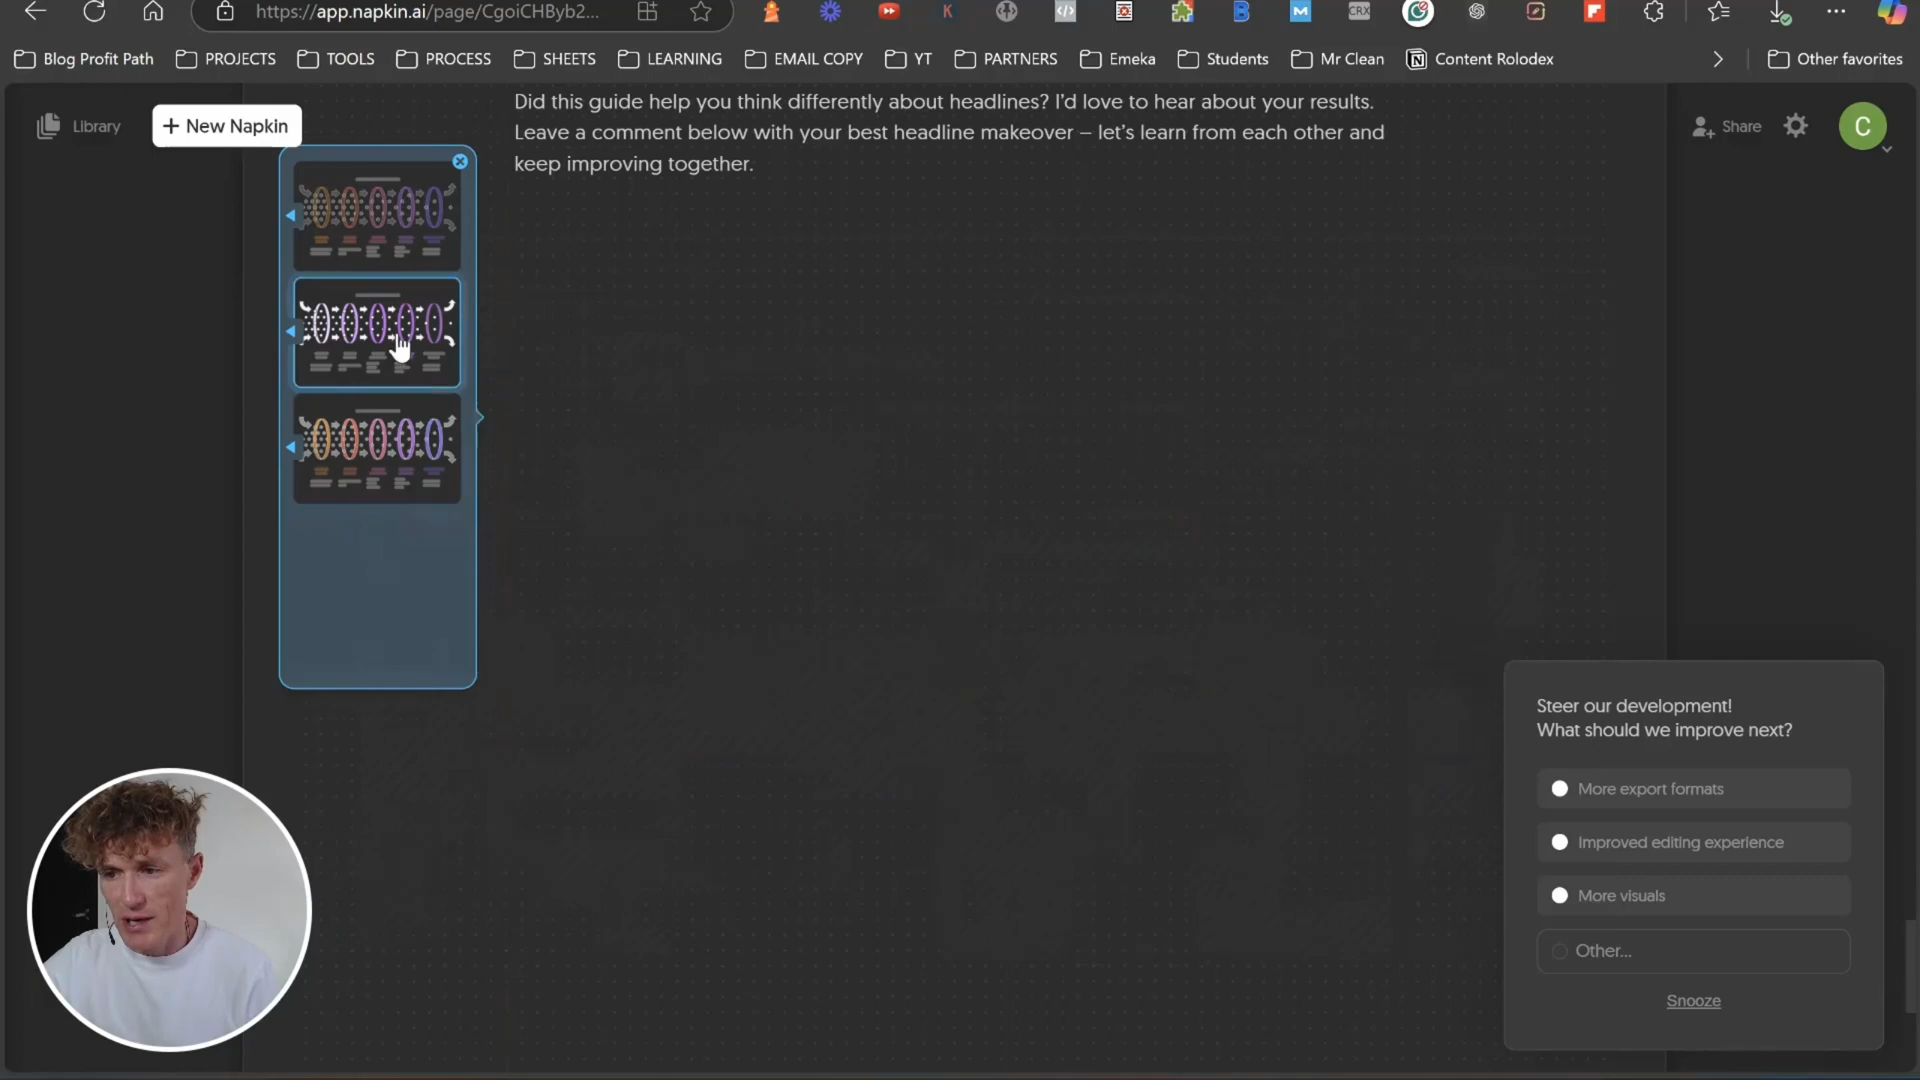 https://app.napkin.ai/page/CgoiCHByb2...
K
B
M
CRX
Blog Profit Path
PROJECTS
TOOLS
PROCESS
SHEETS
LEARNING
EMAIL COPY
YT
PARTNERS
Emeka
Students
Mr Clean
Content Rolodex
Other favorites
Library
+ New Napkin
Share
C
Did this guide help you think differently about headlines? I’d love to hear about your results.
Leave a comment below with your best headline makeover – let’s learn from each other and
keep improving together.
Steer our development!
What should we improve next?
More export formats
Improved editing experience
More visuals
Other...
Snooze